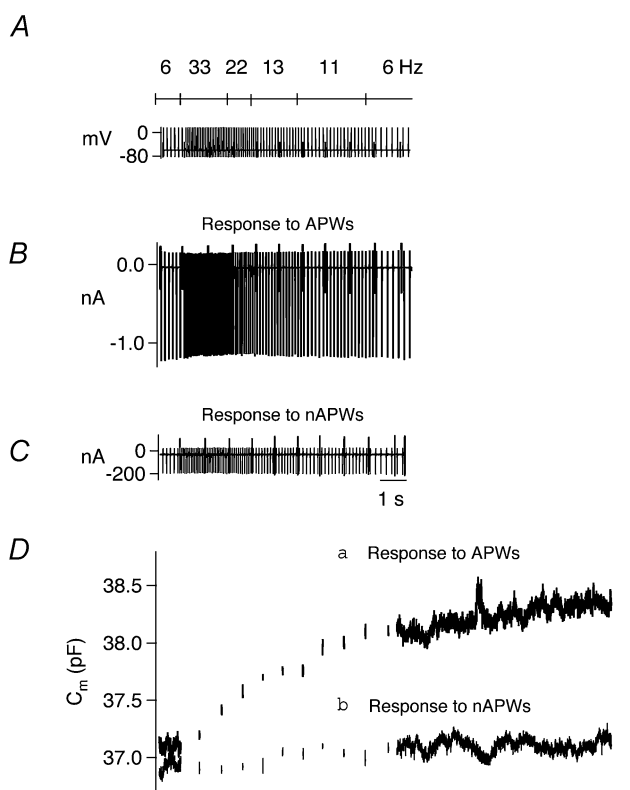 A
6 33 22 13 11 6 Hz
mV
0
-80
Response to APWs
B
0.0
nA
-1.0
Response to nAPWs
C
nA
0
-200
1 s
D
a Response to APWs
38.5
38.0
Cm (pF)
37.5
b Response to nAPWs
37.0